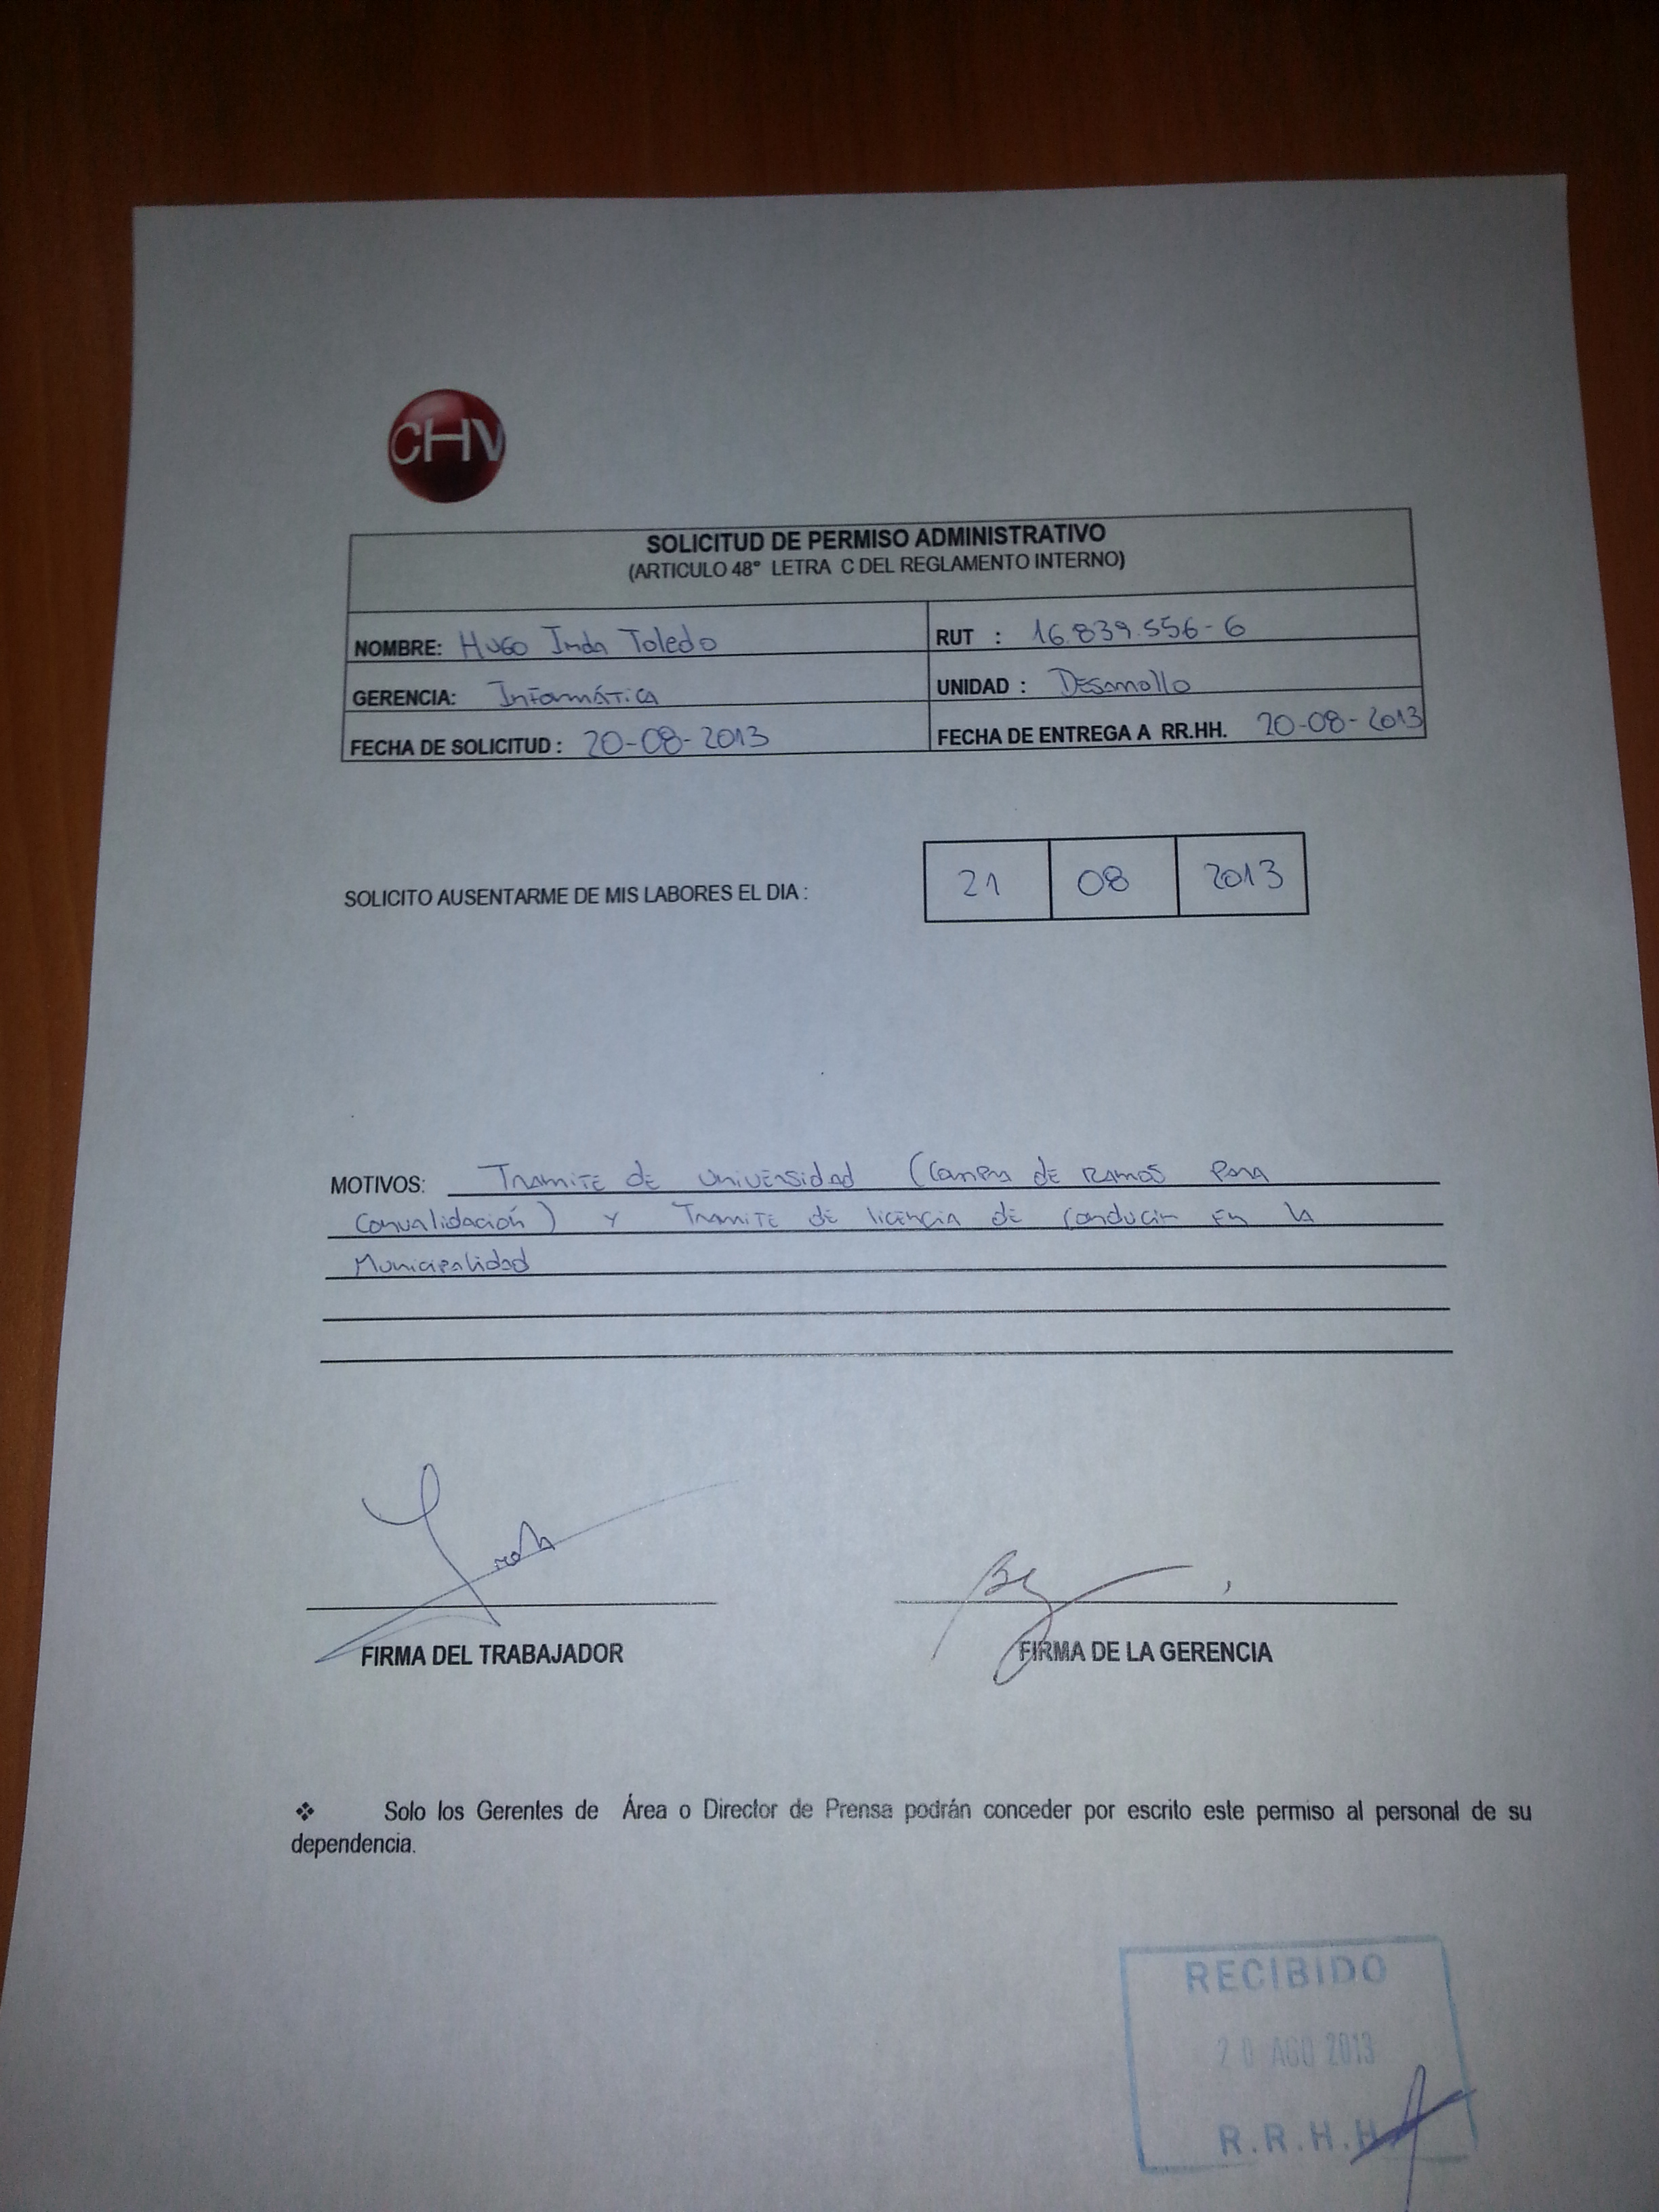 CHV
SOLICITUD DE PERMISO ADMINISTRATIVO
(ARTICULO 48° LETRA C DEL REGLAMENTO INTERNO)
NOMBRE: Hugo Inda Toledo
RUT : 16.839.556-6
GERENCIA: Informática
UNIDAD : Desarrollo
FECHA DE SOLICITUD : 20-08-2013
FECHA DE ENTREGA A RR.HH. 20-08-2013
SOLICITO AUSENTARME DE MIS LABORES EL DIA : 21 08 2013
MOTIVOS: Tramite de Universidad (Compra de Ramos para
Convalidación) y Tramite de licencia de conducir en la
Municipalidad
FIRMA DEL TRABAJADOR
FIRMA DE LA GERENCIA
❖ Solo los Gerentes de Área o Director de Prensa podrán conceder por escrito este permiso al personal de su
dependencia.
RECIBIDO
20 AGO 2013
R.R.H.H